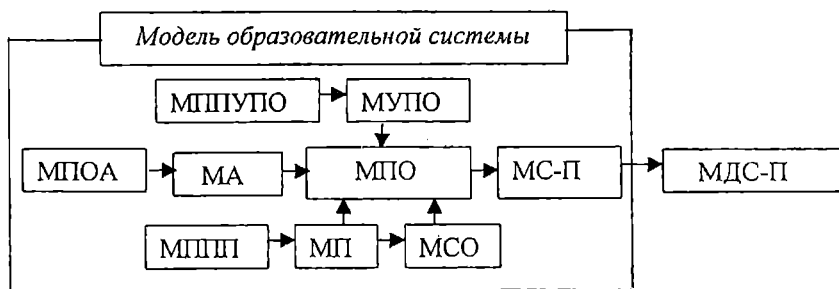 Модель образовательной системы
МППУПО МУПО
МПОА МА МПО МС-П МДС-П
МППП МП МСО